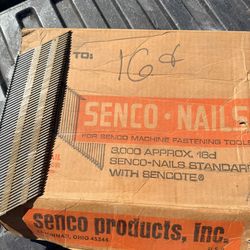 TO:
16d
SENCO • NAILS
FOR SENCO MACHINE FASTENING TOOLS
8,000 APPROX. 16d
SENCO-NAILS STANDARD
WITH SENCOTE®
senco products, inc.
CINCINNATI, OHIO 45244
U.S.A.